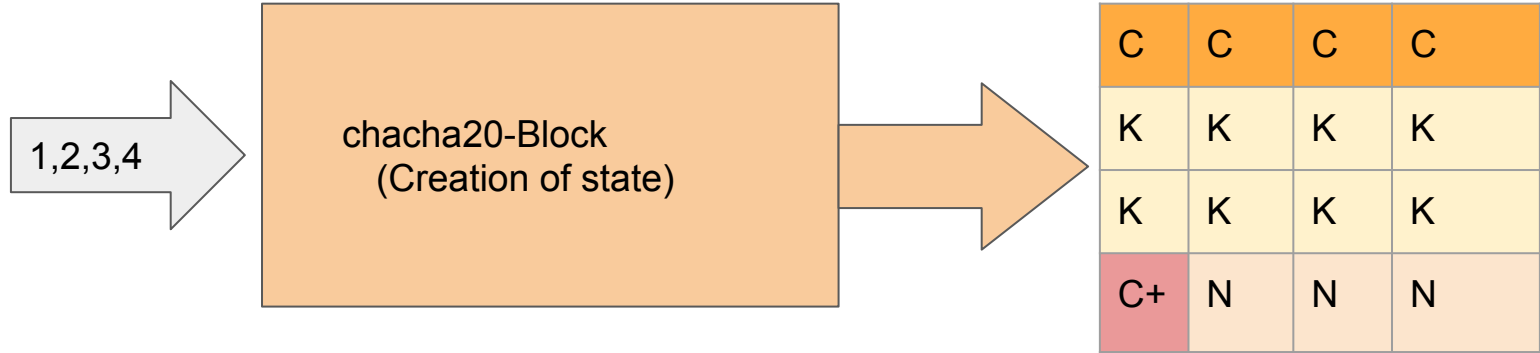 1,2,3,4
chacha20-Block
(Creation of state)
C C C C
K K K K
K K K K
C+ N N N